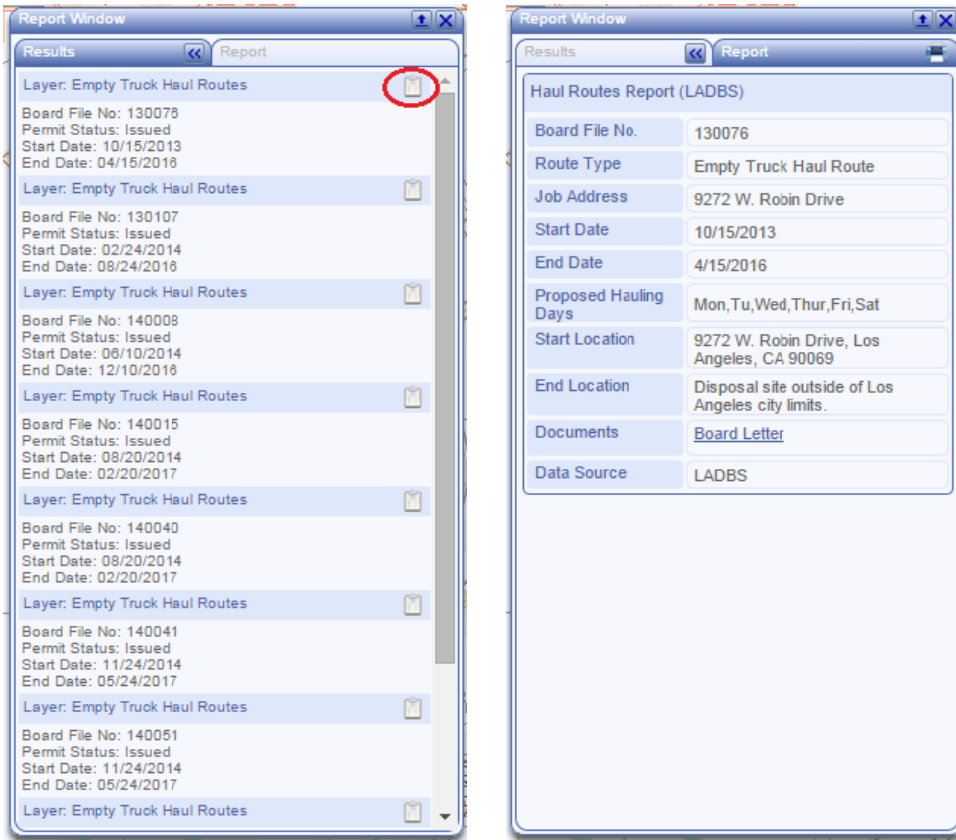 Report Window
Results
Report
Layer: Empty Truck Haul Routes
Board File No: 130076
Permit Status: Issued
Start Date: 10/15/2013
End Date: 04/15/2016
Layer: Empty Truck Haul Routes
Board File No: 130107
Permit Status: Issued
Start Date: 02/24/2014
End Date: 08/24/2016
Layer: Empty Truck Haul Routes
Board File No: 140008
Permit Status: Issued
Start Date: 06/10/2014
End Date: 12/10/2016
Layer: Empty Truck Haul Routes
Board File No: 140015
Permit Status: Issued
Start Date: 08/20/2014
End Date: 02/20/2017
Layer: Empty Truck Haul Routes
Board File No: 140040
Permit Status: Issued
Start Date: 08/20/2014
End Date: 02/20/2017
Layer: Empty Truck Haul Routes
Board File No: 140041
Permit Status: Issued
Start Date: 11/24/2014
End Date: 05/24/2017
Layer: Empty Truck Haul Routes
Board File No: 140051
Permit Status: Issued
Start Date: 11/24/2014
End Date: 05/24/2017
Layer: Empty Truck Haul Routes
Report Window
Results
Report
Haul Routes Report (LADBS)
Board File No.
130076
Route Type
Empty Truck Haul Route
Job Address
9272 W. Robin Drive
Start Date
10/15/2013
End Date
4/15/2016
Proposed Hauling
Days
Mon,Tu,Wed,Thur,Fri,Sat
Start Location
9272 W. Robin Drive, Los
Angeles, CA 90069
End Location
Disposal site outside of Los
Angeles city limits.
Documents
Board Letter
Data Source
LADBS